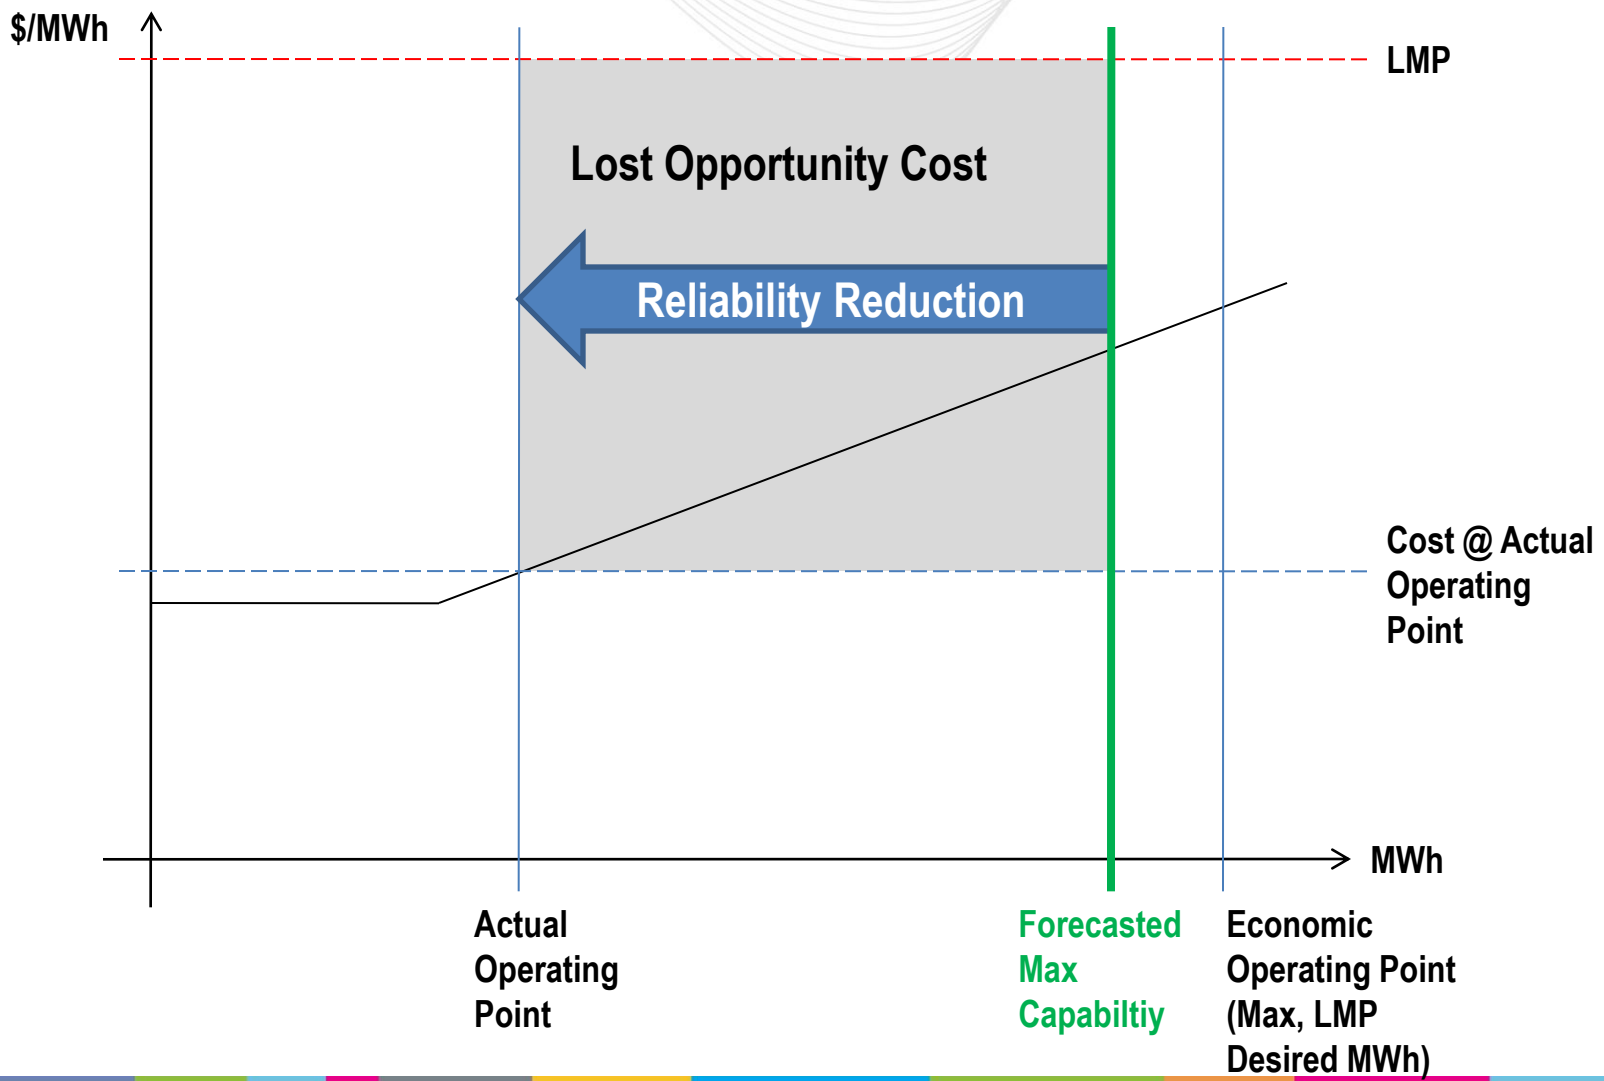 $/MWh
LMP
Lost Opportunity Cost
Reliability Reduction
Cost @ Actual
Operating
Point
MWh
Actual
Operating
Point
Forecasted
Max
Capabiltiy
Economic
Operating Point
(Max, LMP
Desired MWh)